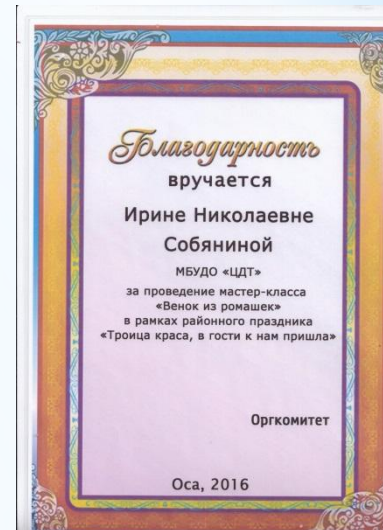 Благодарность
вручается
Ирине Николаевне
Собяниной
МБУДО «ЦДТ»
за проведение мастер-класса
«Венок из ромашек»
в рамках районного праздника
«Троица краса, в гости к нам пришла»
Оргкомитет
Оса, 2016